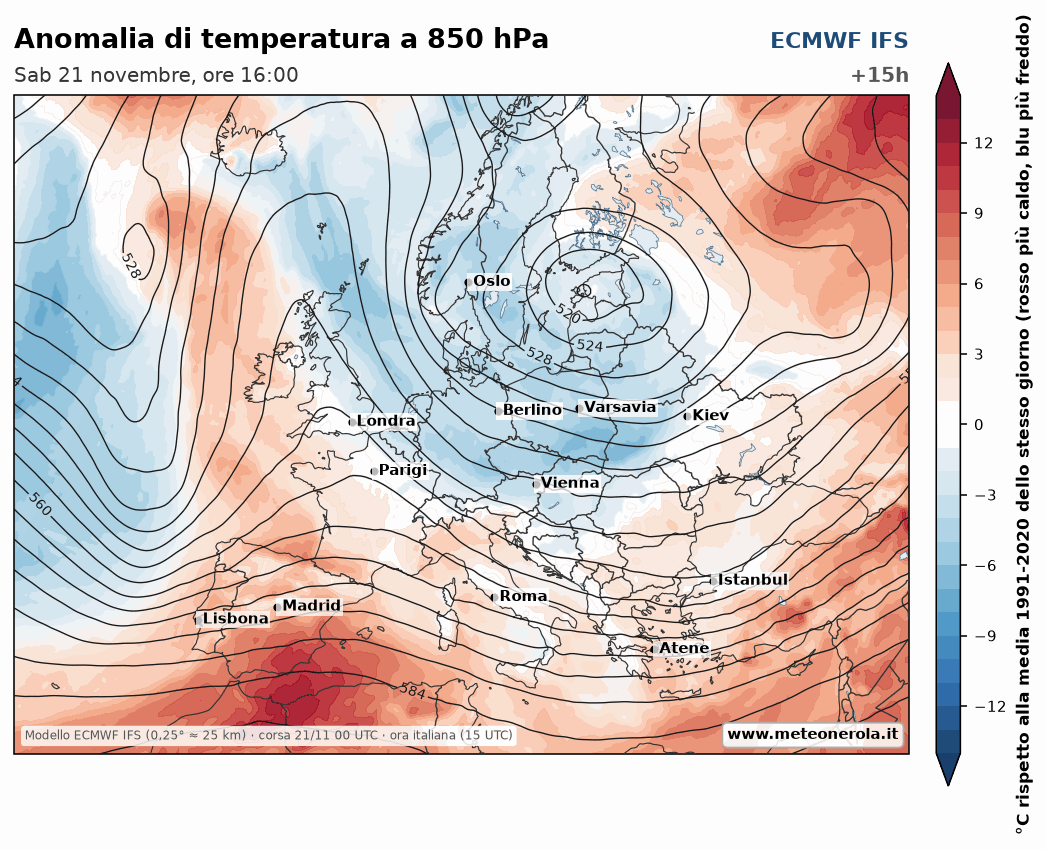 Anomalia di temperatura a 850 hPa
ECMWF IFS
Sab 21 novembre, ore 16:00
+15h
528
Oslo
520
524
528
Berlino
Varsavia
Kiev
Londra
Parigi
Vienna
560
Istanbul
Roma
Madrid
Lisbona
Atene
584
Modello ECMWF IFS (0,25° ≈ 25 km) · corsa 21/11 00 UTC · ora italiana (15 UTC)
www.meteonerola.it
12
9
6
3
0
−3
−6
−9
−12
°C rispetto alla media 1991-2020 dello stesso giorno (rosso più caldo, blu più freddo)